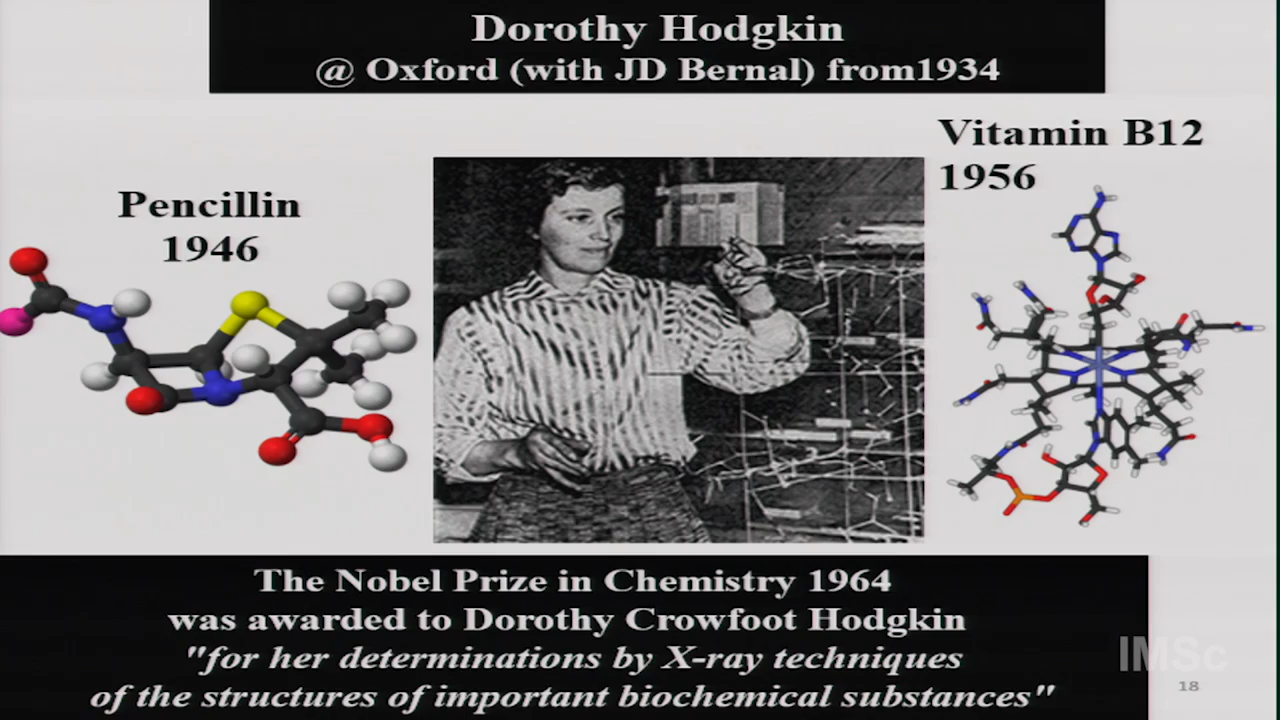 Dorothy Hodgkin
@ Oxford (with JD Bernal) from1934
Vitamin B12
1956
Pencillin
1946
The Nobel Prize in Chemistry 1964
was awarded to Dorothy Crowfoot Hodgkin
"for her determinations by X-ray techniques
of the structures of important biochemical substances"
IMSc
18